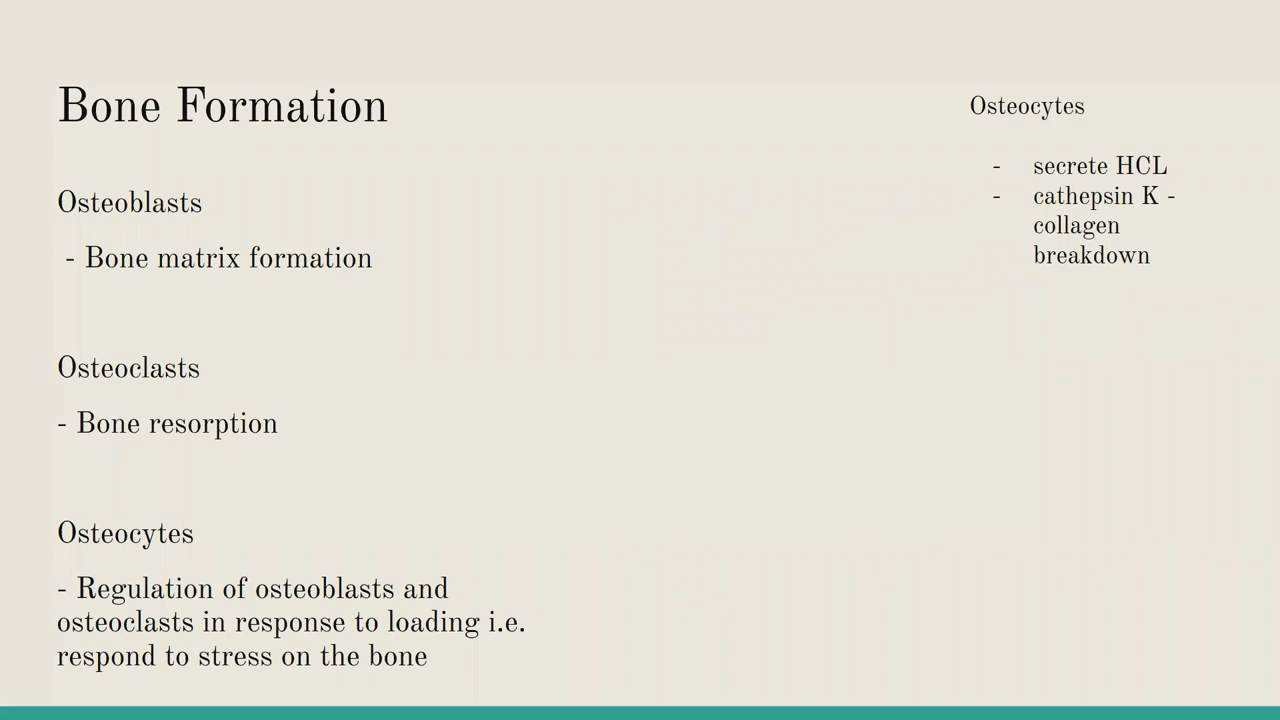 Bone Formation
Osteoblasts
- Bone matrix formation
Osteoclasts
- Bone resorption
Osteocytes
- Regulation of osteoblasts and
osteoclasts in response to loading i.e.
respond to stress on the bone
Osteocytes
- secrete HCL
- cathepsin K -
collagen
breakdown